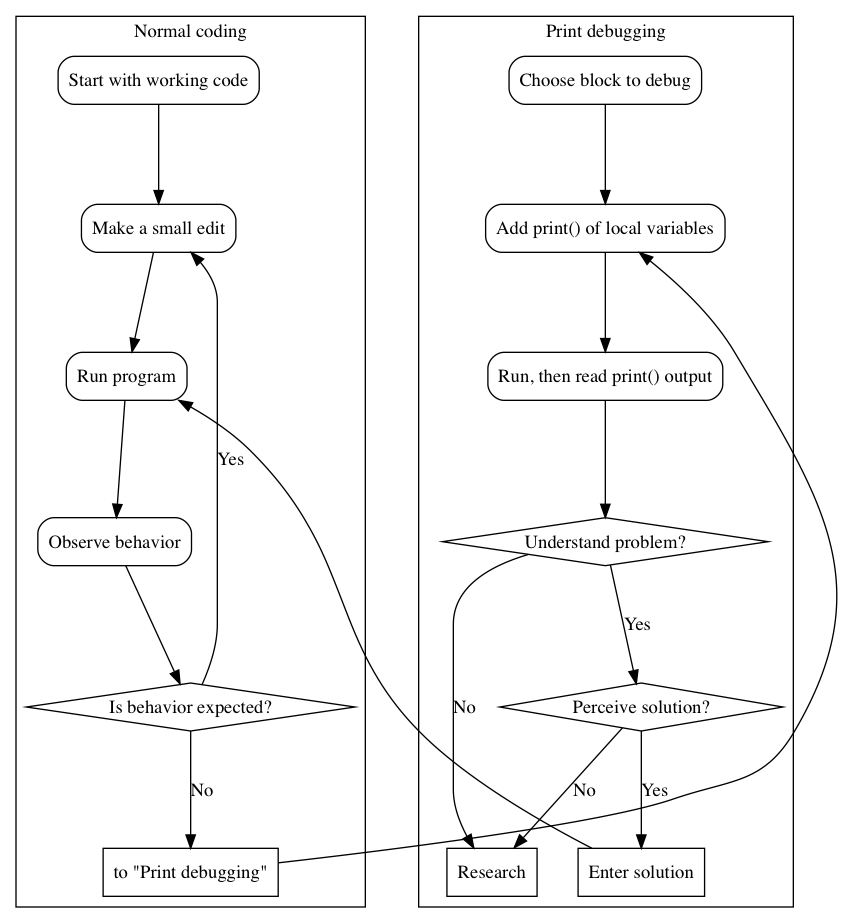 Normal coding
Start with working code
Make a small edit
Run program
Yes
Observe behavior
Is behavior expected?
No
to "Print debugging"
Print debugging
Choose block to debug
Add print() of local variables
Run, then read print() output
Understand problem?
Yes
No
Perceive solution?
No
Yes
Research
Enter solution